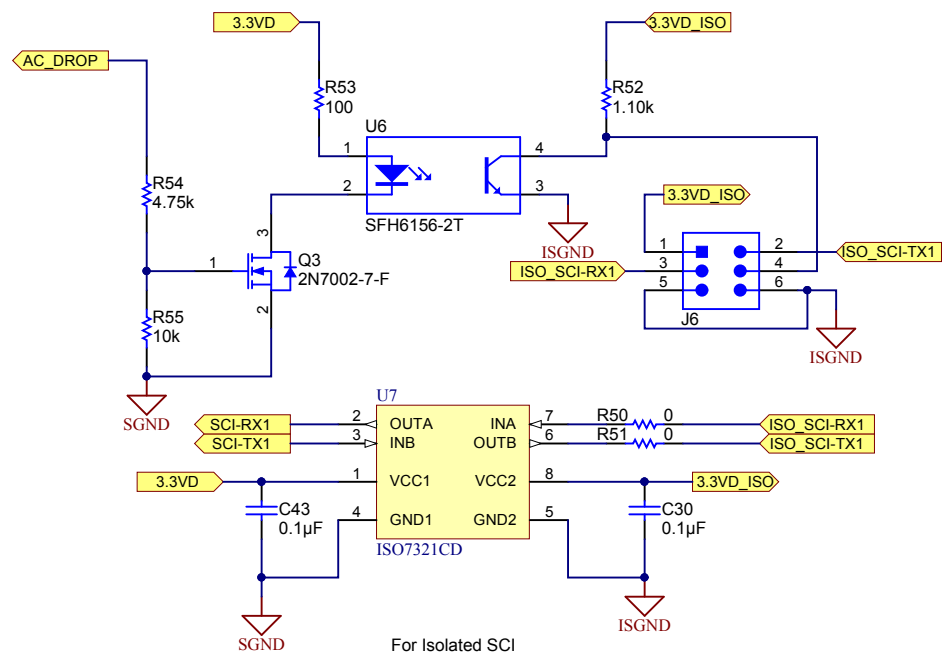 3.3VD
3.3VD_ISO
AC_DROP
R53
100
R52
1.10k
U6
1
4
2
3
SFH6156-2T
R54
4.75k
3
ISGND
3.3VD_ISO
1
2
ISO_SCI-TX1
ISO_SCI-RX1
3
4
5
6
J6
1
Q3
2N7002-7-F
2
R55
10k
ISGND
SGND
U7
SCI-RX1
2
OUTA
INA
7
R50
0
ISO_SCI-RX1
SCI-TX1
3
INB
OUTB
6
R51
0
ISO_SCI-TX1
3.3VD
1
VCC1
VCC2
8
3.3VD_ISO
C43
0.1µF
4
GND1
GND2
5
C30
0.1µF
ISO7321CD
SGND
ISGND
For Isolated SCI